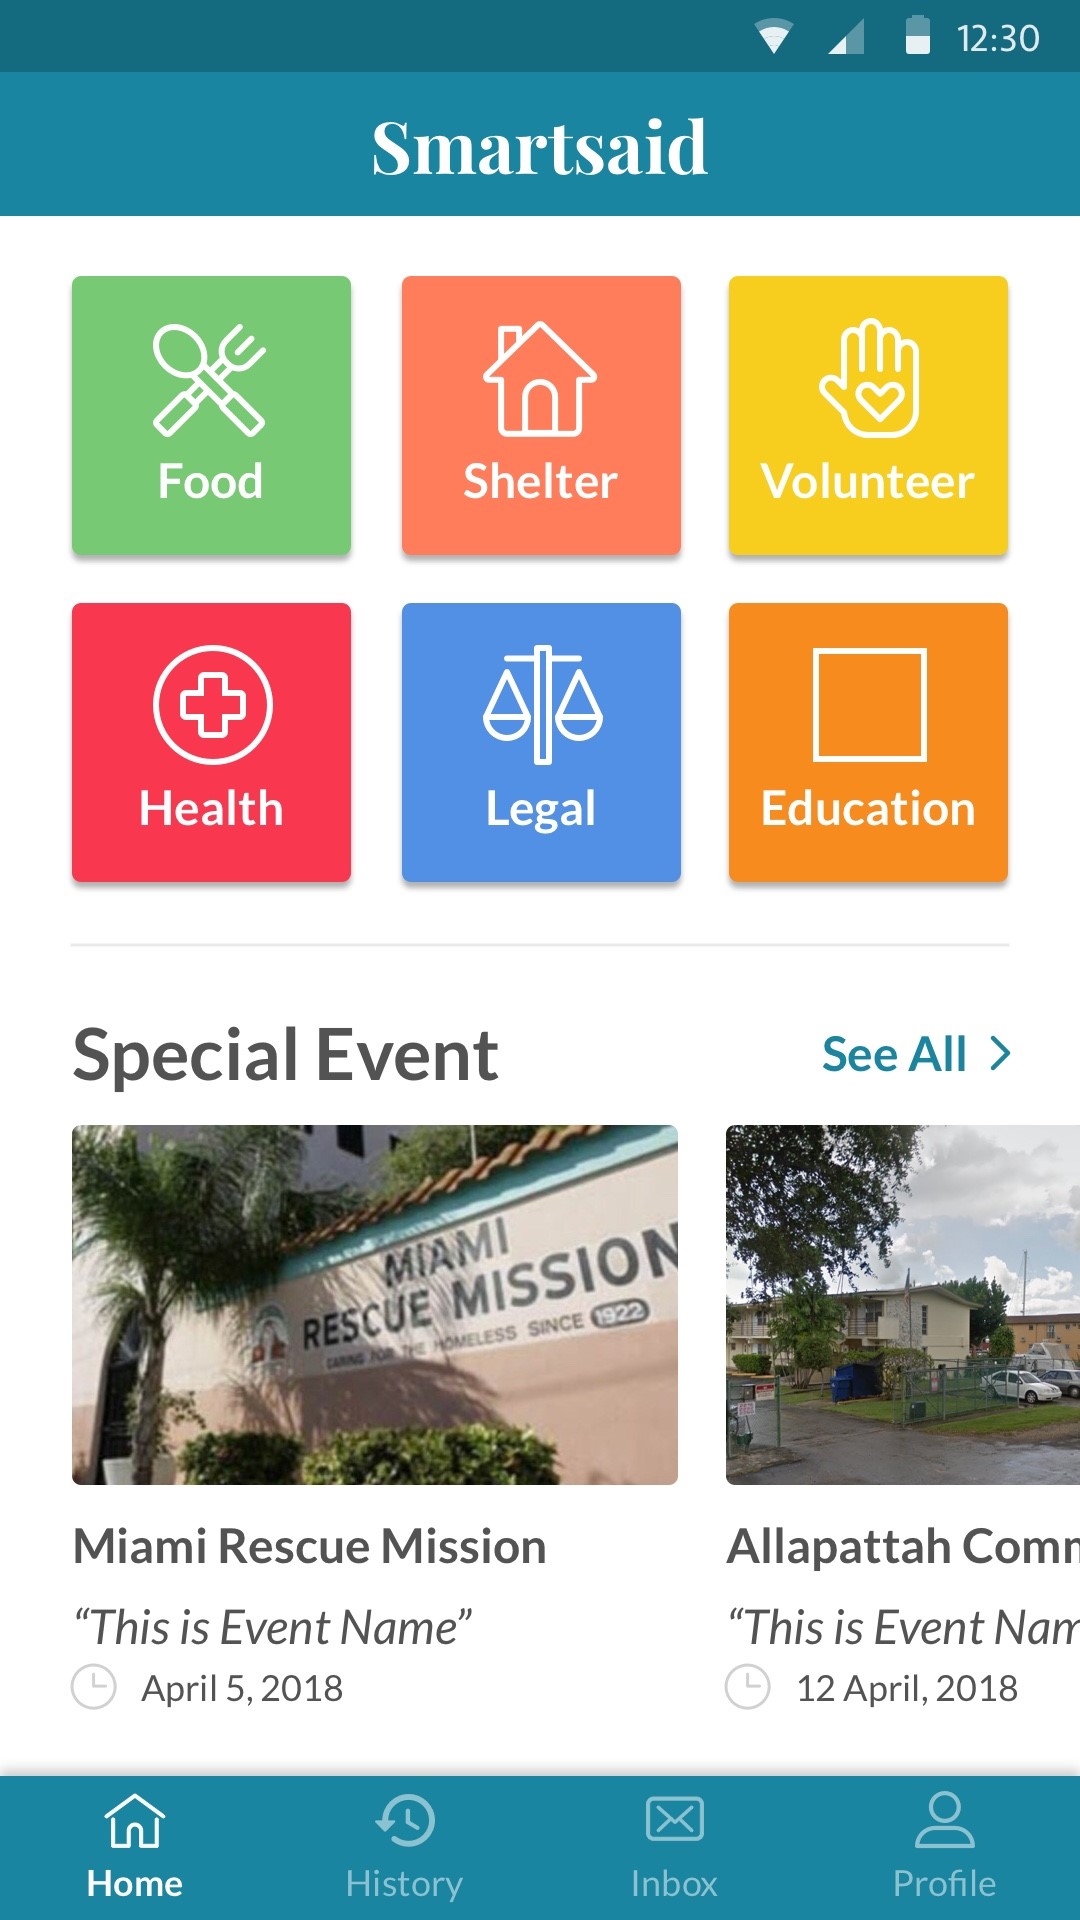 12:30
Smartsaid
Food
Shelter
Volunteer
Health
Legal
Education
Special Event
See All
MIAMI
RESCUE MISSION
CARING FOR THE HOMELESS SINCE 1922
Miami Rescue Mission
Allapattah Comm
“This is Event Name”
“This is Event Nam
April 5, 2018
12 April, 2018
Home
History
Inbox
Profile